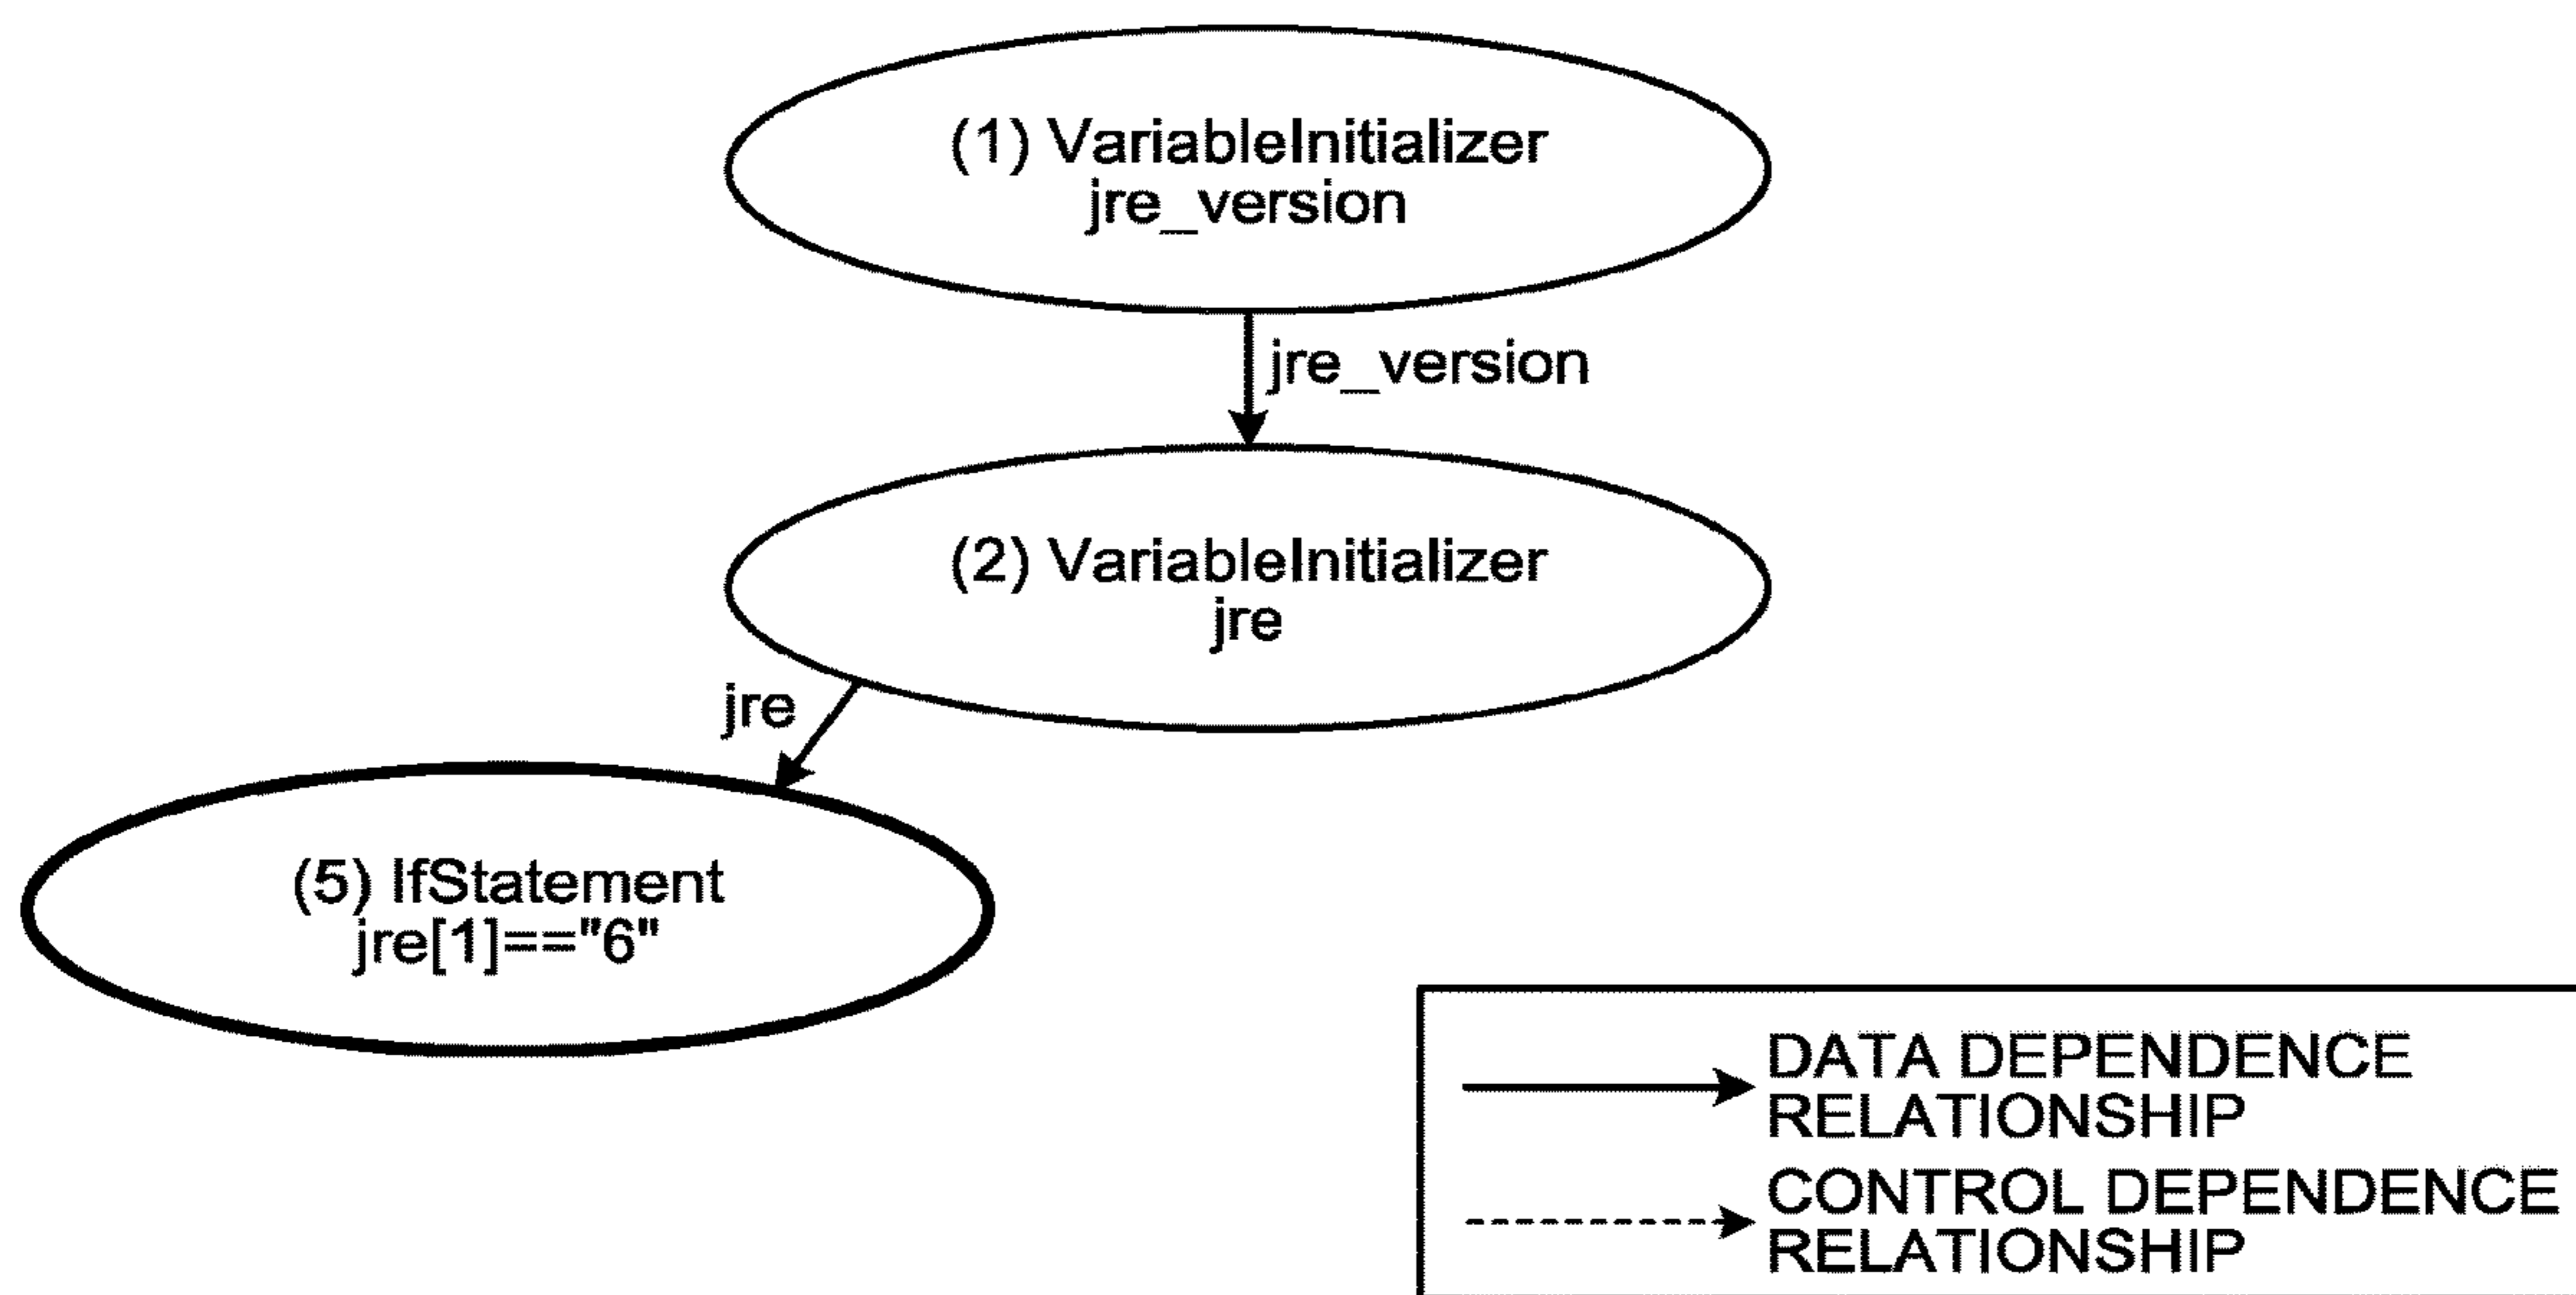 (1) VariableInitializer
jre_version
jre_version
(2) VariableInitializer
jre
jre
(5) IfStatement
jre[1]=="6"
DATA DEPENDENCE
RELATIONSHIP
CONTROL DEPENDENCE
RELATIONSHIP